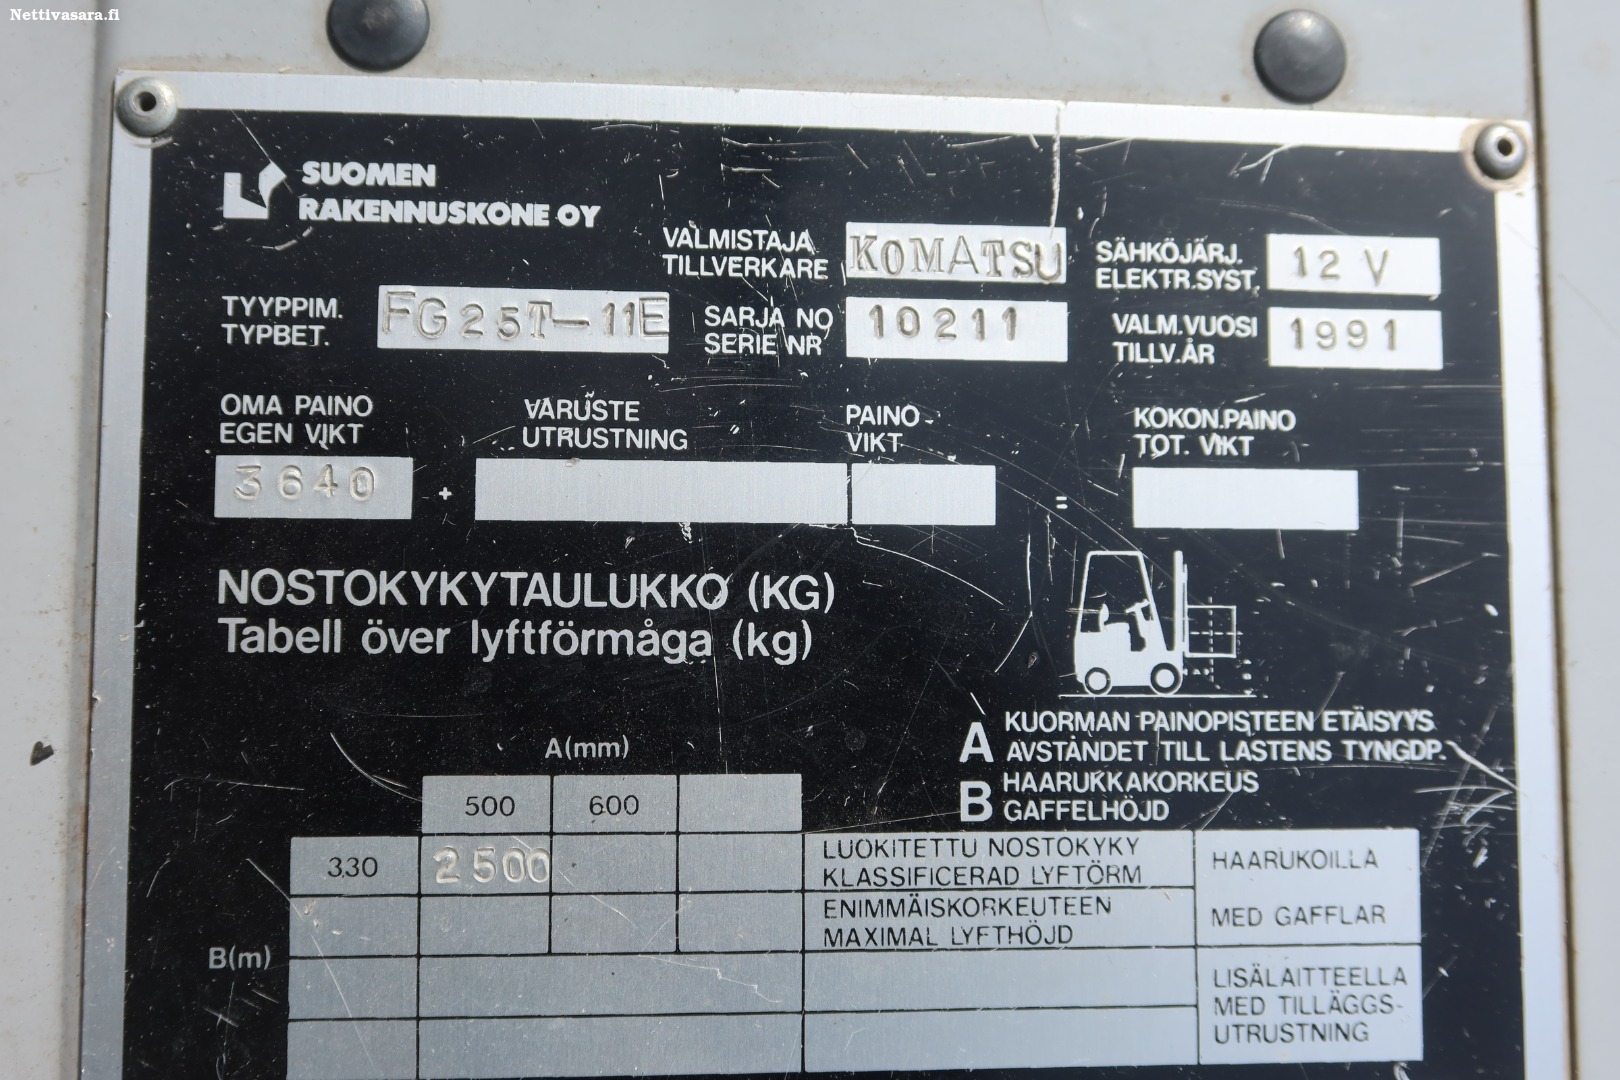 Nettivasara.fi
SUOMEN
RAKENNUSKONE OY
VALMISTAJA
TILLVERKARE
KOMATSU
SÄHKÖJÄRJ.
ELEKTR.SYST.
12 V
TYYPPIM.
TYPBET.
FG25T-11E
SARJA NO
SERIE NR
10211
VALM.VUOSI
TILLV.ÅR
1991
OMA PAINO
EGEN VIKT
VARUSTE
UTRUSTNING
PAINO
VIKT
KOKON.PAINO
TOT. VIKT
3640
+
=
NOSTOKYKYTAULUKKO (KG)
Tabell över lyftförmåga (kg)
A KUORMAN PAINOPISTEEN ETÄISYYS
AVSTÅNDET TILL LASTENS TYNGDP.
B HAARUKKAKORKEUS
GAFFELHÖJD
A(mm)
500 600
3,30 2500
LUOKITETTU NOSTOKYKY
KLASSIFICERAD LYFTÖRM
HAARUKOILLA
MED GAFFLAR
ENIMMÄISKORKEUTEEN
MAXIMAL LYFTHÖJD
B(m)
LISÄLAITTEELLA
MED TILLÄGGS-
UTRUSTNING